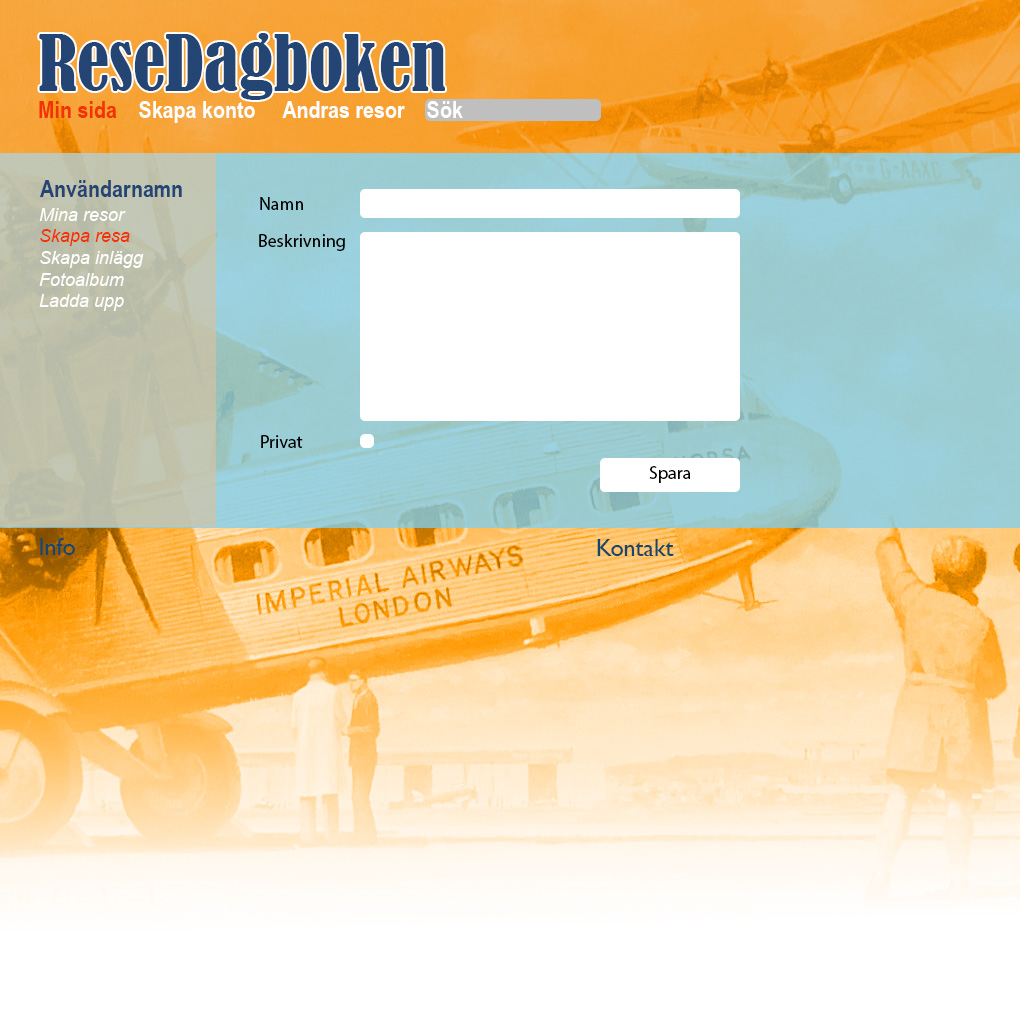 ReseDagboken
Min sida Skapa konto Andras resor Sök
G-AAXC
Användarnamn
Mina resor
Skapa resa
Skapa inlägg
Fotoalbum
Ladda upp
Namn
Beskrivning
Privat
Spara
Info
Kontakt
IMPERIAL AIRWAYS
LONDON